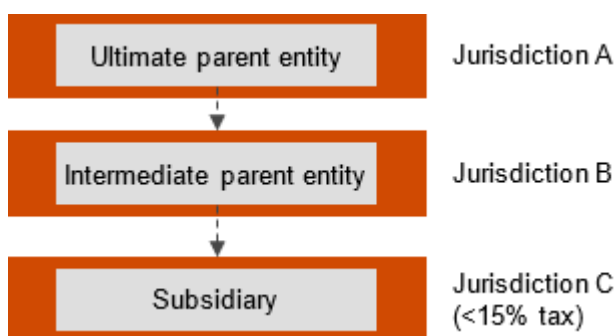 Ultimate parent entity
Jurisdiction A
Intermediate parent entity
Jurisdiction B
Subsidiary
Jurisdiction C
(<15% tax)